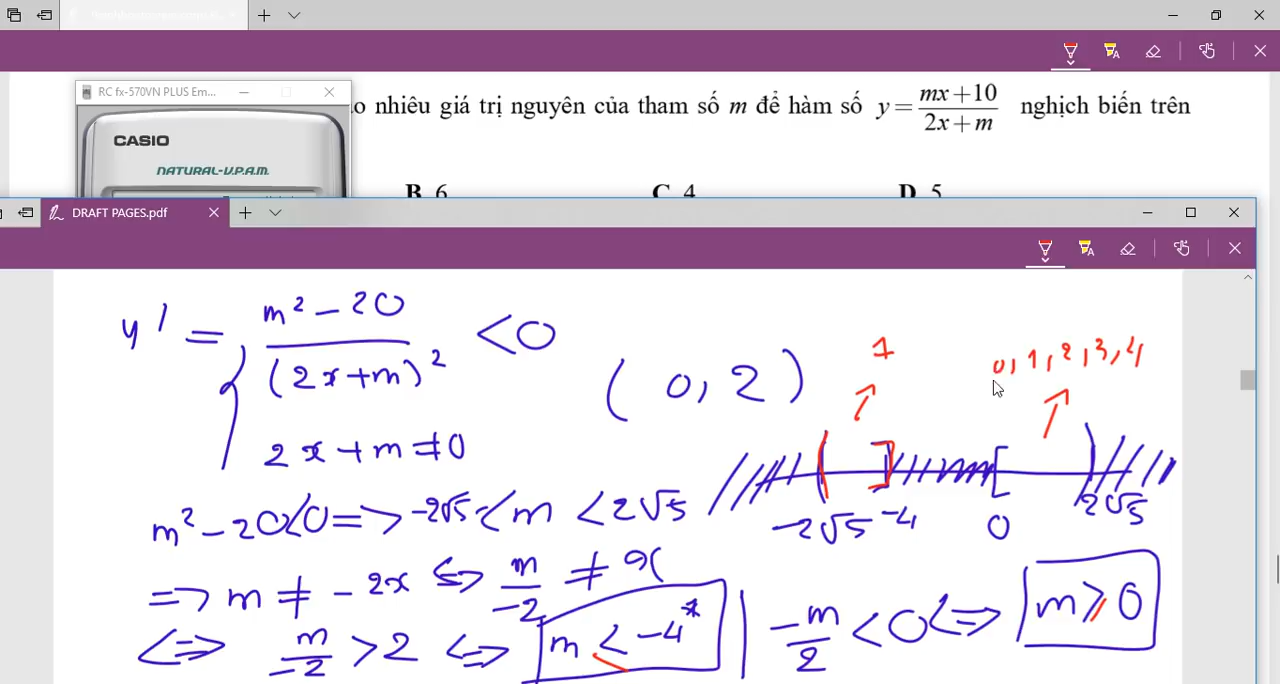 RC fx-570VN PLUS Em...
CASIO
NATURAL-V.P.A.M.
o nhiêu giá trị nguyên của tham số m để hàm số y = (mx+10)/(2x+m) nghịch biến trên
B. 6 C. 4 D. 5
DRAFT PAGES.pdf
y' = (m² - 20)/(2x+m)² < 0
(0, 2)
1
0, 1, 2, 3, 4
2x + m ≠ 0
-2√5 -4 0 2√5
m² - 20 < 0 => -2√5 < m < 2√5
=> m ≠ -2x <=> m/-2 ≠ x
<=> m/-2 > 2 <=> m ≤ -4 | -m/2 < 0 <=> m ≥ 0